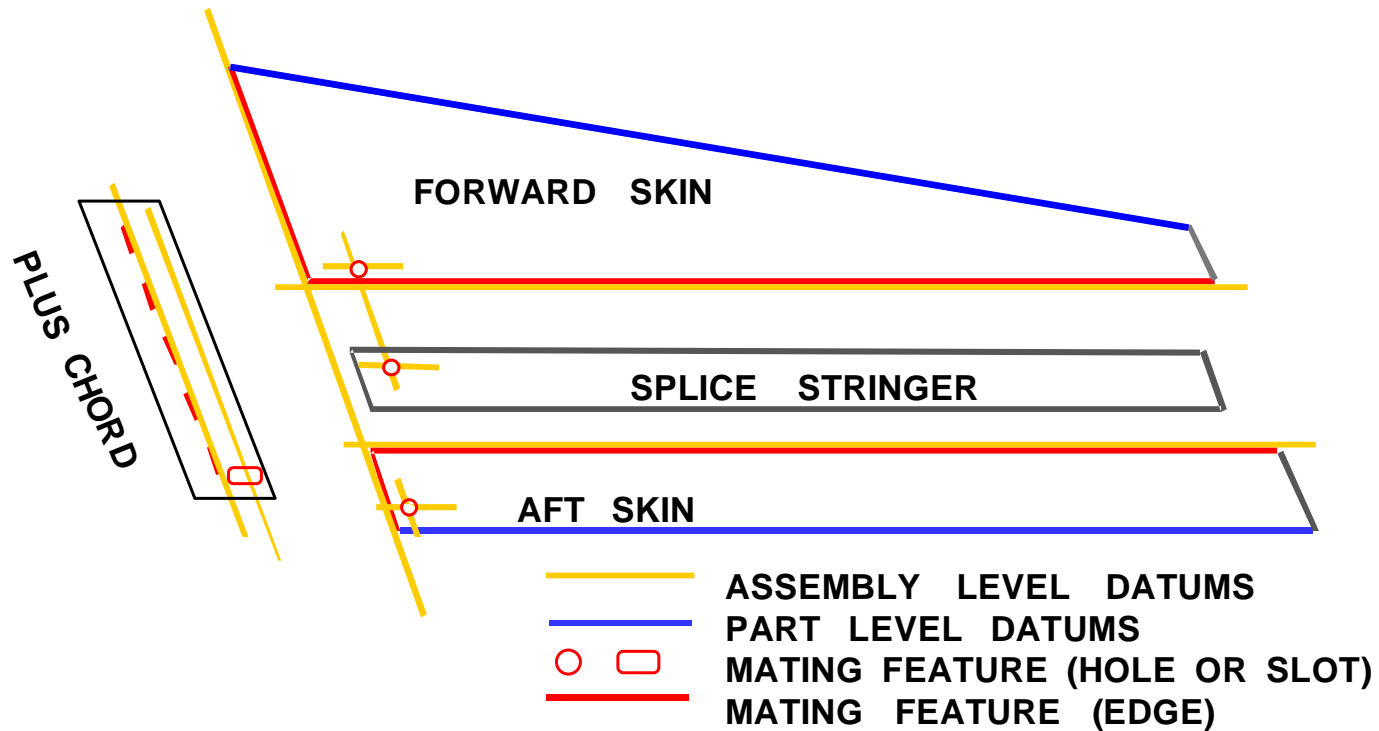 FORWARD SKIN
PLUS CHORD
SPLICE STRINGER
AFT SKIN
ASSEMBLY LEVEL DATUMS
PART LEVEL DATUMS
MATING FEATURE (HOLE OR SLOT)
MATING FEATURE (EDGE)